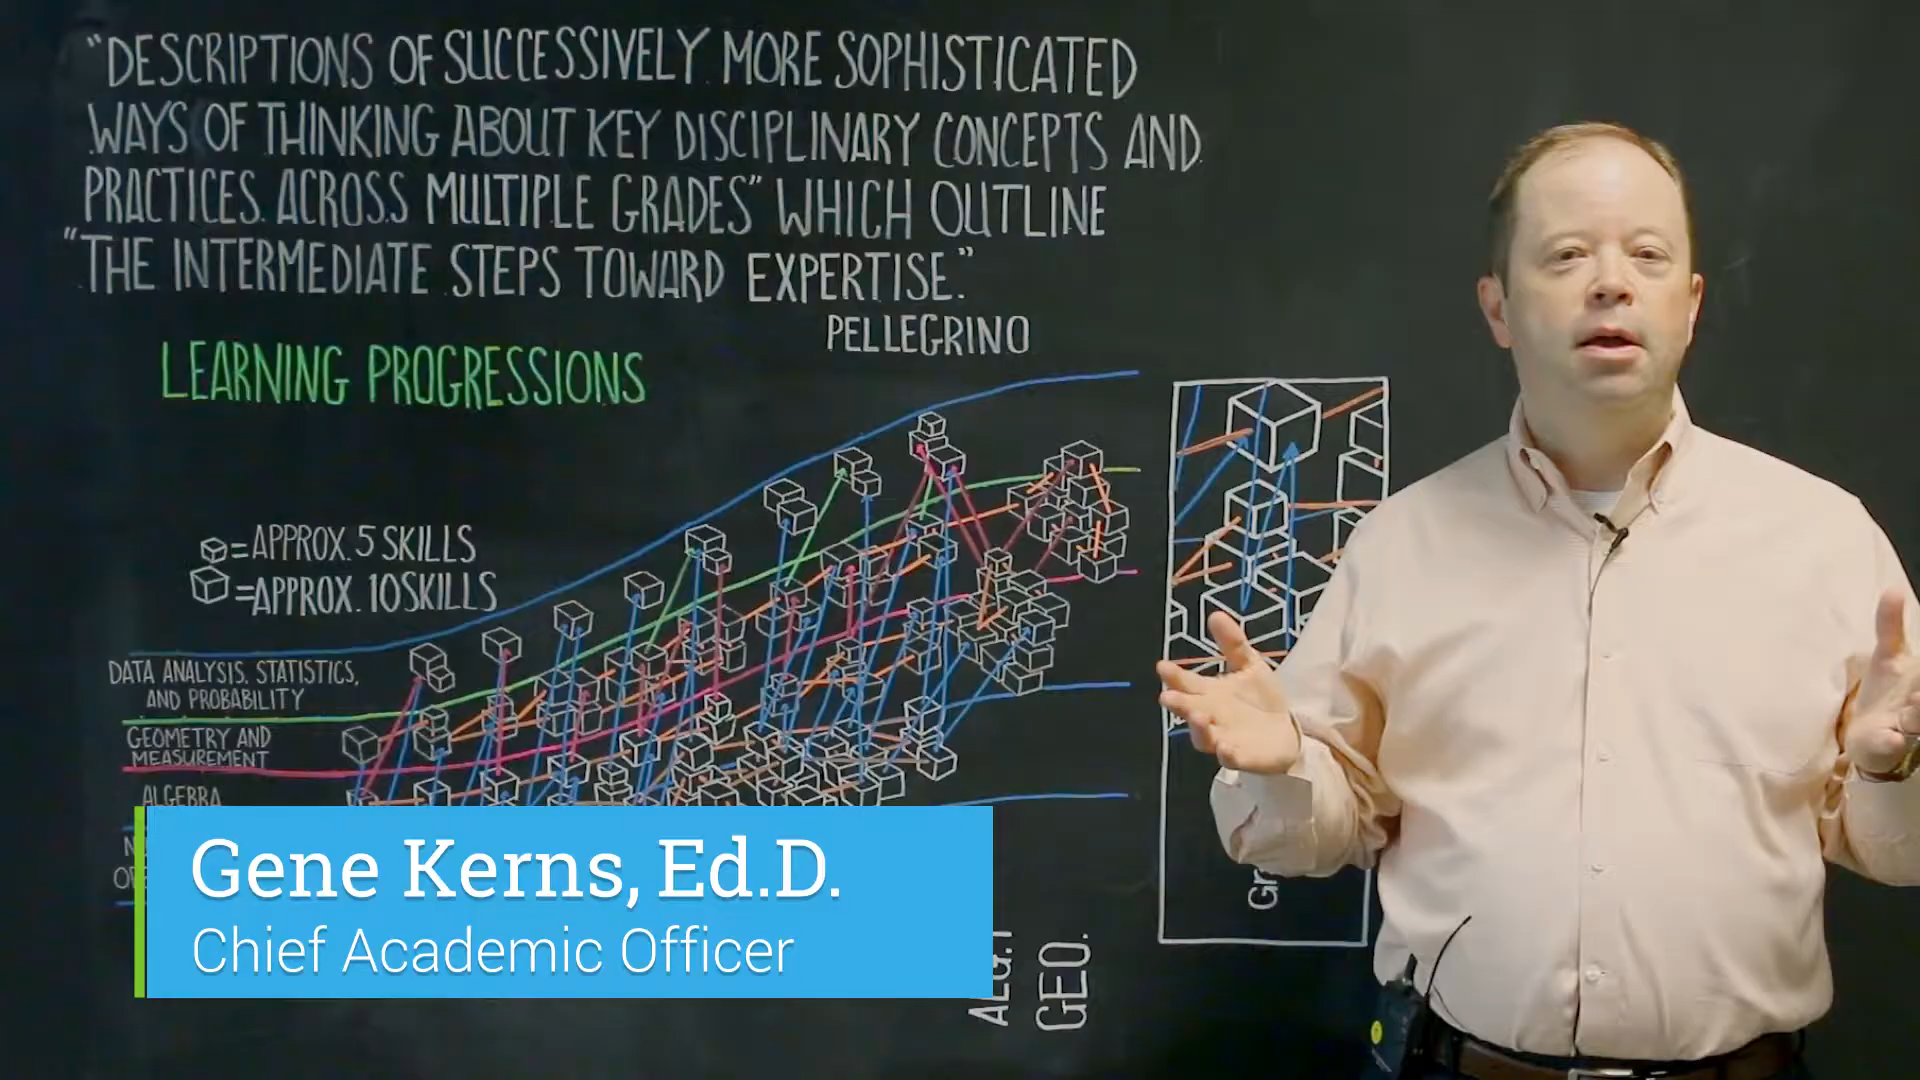 "DESCRIPTIONS OF SUCCESSIVELY MORE SOPHISTICATED
WAYS OF THINKING ABOUT KEY DISCIPLINARY CONCEPTS AND
PRACTICES ACROSS MULTIPLE GRADES" WHICH OUTLINE
"THE INTERMEDIATE STEPS TOWARD EXPERTISE."
PELLEGRINO
LEARNING PROGRESSIONS
=APPROX. 5 SKILLS
=APPROX. 10 SKILLS
DATA ANALYSIS, STATISTICS,
AND PROBABILITY
GEOMETRY AND
MEASUREMENT
ALGEBRA
Gene Kerns, Ed.D.
Chief Academic Officer
GEO.